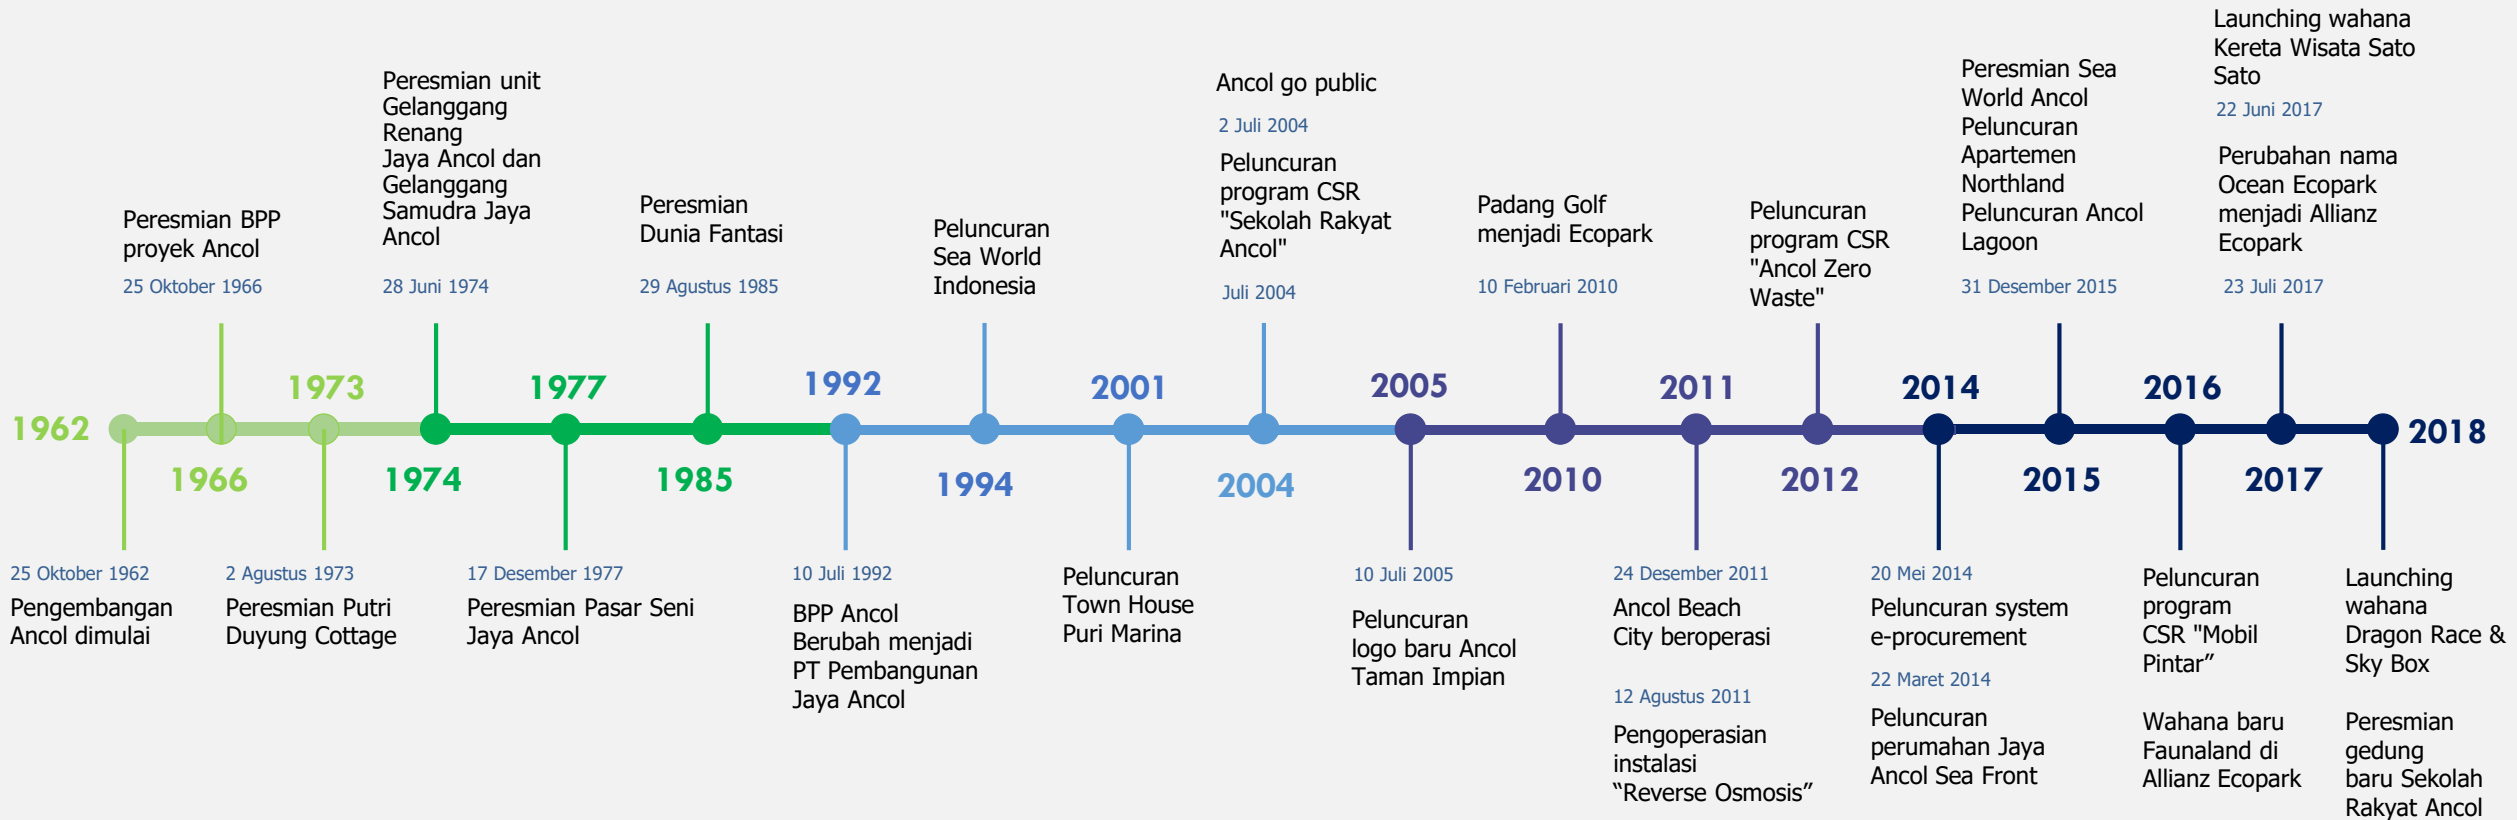 1962
25 Oktober 1962
Pengembangan
Ancol dimulai
Peresmian BPP
proyek Ancol
25 Oktober 1966
1966
1973
2 Agustus 1973
Peresmian Putri
Duyung Cottage
Peresmian unit
Gelanggang
Renang
Jaya Ancol dan
Gelanggang
Samudra Jaya
Ancol
28 Juni 1974
1974
1977
17 Desember 1977
Peresmian Pasar Seni
Jaya Ancol
Peresmian
Dunia Fantasi
29 Agustus 1985
1985
1992
10 Juli 1992
BPP Ancol
Berubah menjadi
PT Pembangunan
Jaya Ancol
Peluncuran
Sea World
Indonesia
1994
2001
Peluncuran
Town House
Puri Marina
Ancol go public
2 Juli 2004
Peluncuran
program CSR
"Sekolah Rakyat
Ancol"
Juli 2004
2004
2005
10 Juli 2005
Peluncuran
logo baru Ancol
Taman Impian
Padang Golf
menjadi Ecopark
10 Februari 2010
2010
2011
24 Desember 2011
Ancol Beach
City beroperasi
12 Agustus 2011
Pengoperasian
instalasi
“Reverse Osmosis”
Peluncuran
program CSR
"Ancol Zero
Waste"
2012
2014
20 Mei 2014
Peluncuran system
e-procurement
22 Maret 2014
Peluncuran
perumahan Jaya
Ancol Sea Front
Peresmian Sea
World Ancol
Peluncuran
Apartemen
Northland
Peluncuran Ancol
Lagoon
31 Desember 2015
2015
2016
Peluncuran
program
CSR "Mobil
Pintar”
Wahana baru
Faunaland di
Allianz Ecopark
Launching wahana
Kereta Wisata Sato
Sato
22 Juni 2017
Perubahan nama
Ocean Ecopark
menjadi Allianz
Ecopark
23 Juli 2017
2017
2018
Launching
wahana
Dragon Race &
Sky Box
Peresmian
gedung
baru Sekolah
Rakyat Ancol